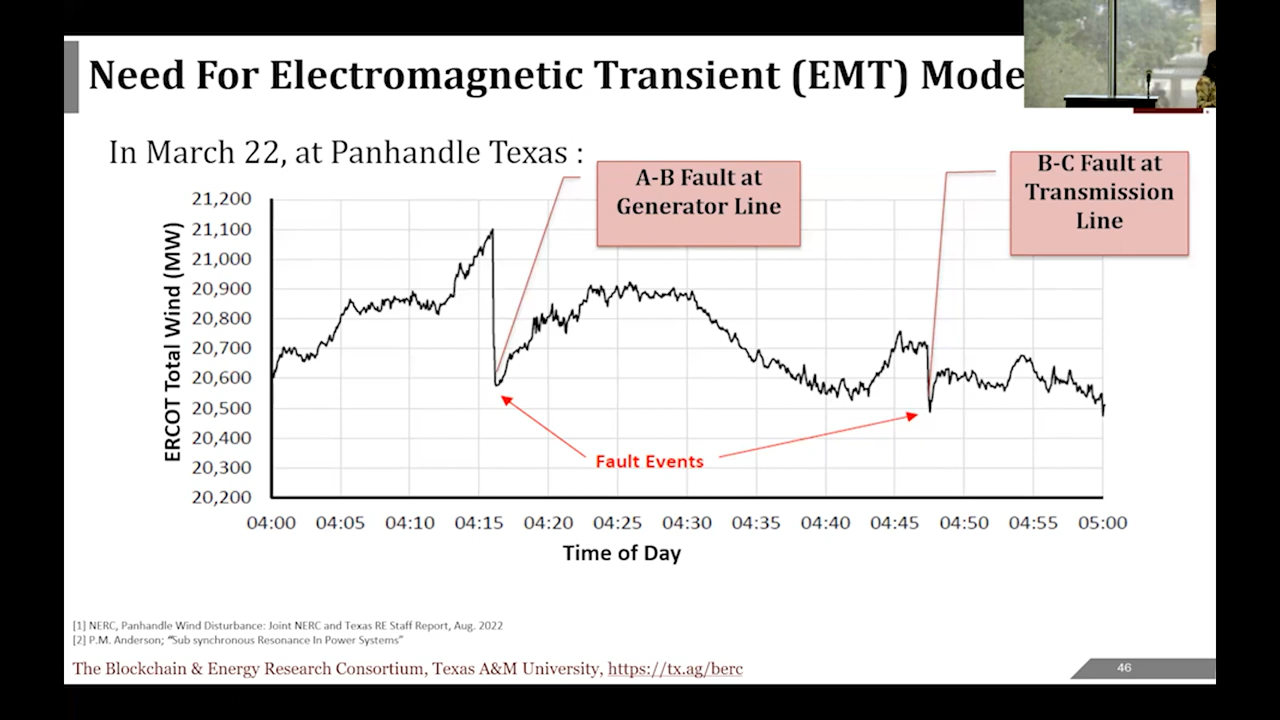 Need For Electromagnetic Transient (EMT) Mode
In March 22, at Panhandle Texas :
A-B Fault at
Generator Line
B-C Fault at
Transmission
Line
ERCOT Total Wind (MW)
21,200
21,100
21,000
20,900
20,800
20,700
20,600
20,500
20,400
20,300
20,200
Fault Events
04:00 04:05 04:10 04:15 04:20 04:25 04:30 04:35 04:40 04:45 04:50 04:55 05:00
Time of Day
[1] NERC, Panhandle Wind Disturbance: Joint NERC and Texas RE Staff Report, Aug. 2022
[2] P.M. Anderson; “Sub synchronous Resonance In Power Systems”
The Blockchain & Energy Research Consortium, Texas A&M University, https://tx.ag/berc
46